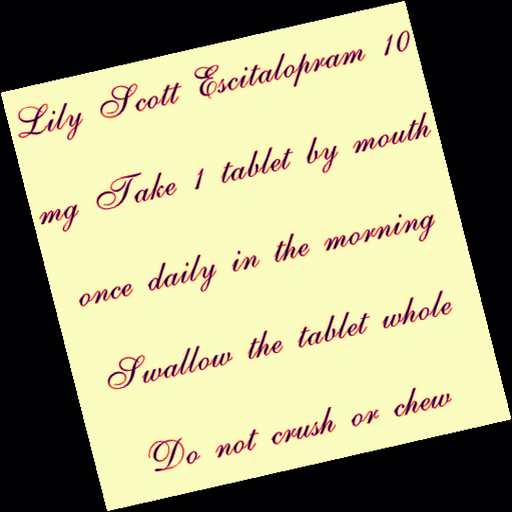 Lily Scott Escitalopram 10
mg Take 1 tablet by mouth
once daily in the morning
Swallow the tablet whole
Do not crush or chew